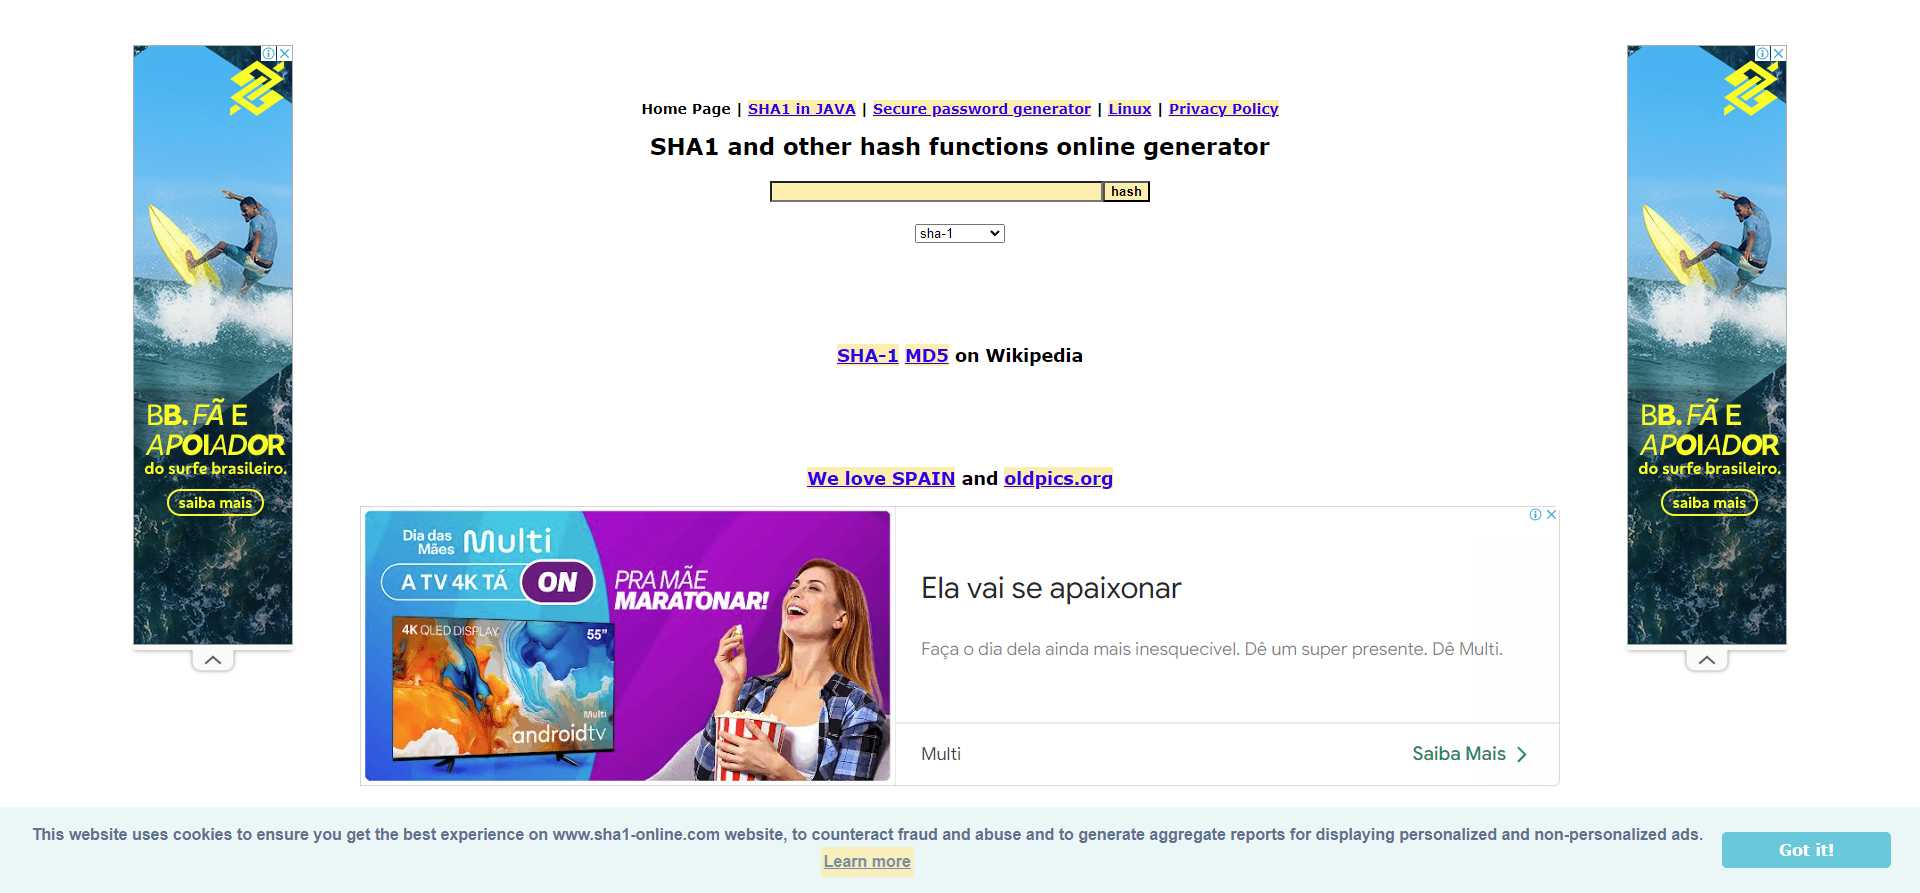 Home Page | SHA1 in JAVA | Secure password generator | Linux | Privacy Policy
SHA1 and other hash functions online generator
hash
sha-1
SHA-1 MD5 on Wikipedia
We love SPAIN and oldpics.org
BB. FÃ E
APOIADOR
do surfe brasileiro.
saiba mais
BB. FÃ E
APOIADOR
do surfe brasileiro.
saiba mais
Dia das
Mães Multi
A TV 4K TÁ ON
PRA MÃE
MARATONAR!
4K QLED DISPLAY 55"
Multi
androidtv
Ela vai se apaixonar
Faça o dia dela ainda mais inesquecivel. Dê um super presente. Dê Multi.
Multi
Saiba Mais
This website uses cookies to ensure you get the best experience on www.sha1-online.com website, to counteract fraud and abuse and to generate aggregate reports for displaying personalized and non-personalized ads.
Learn more
Got it!